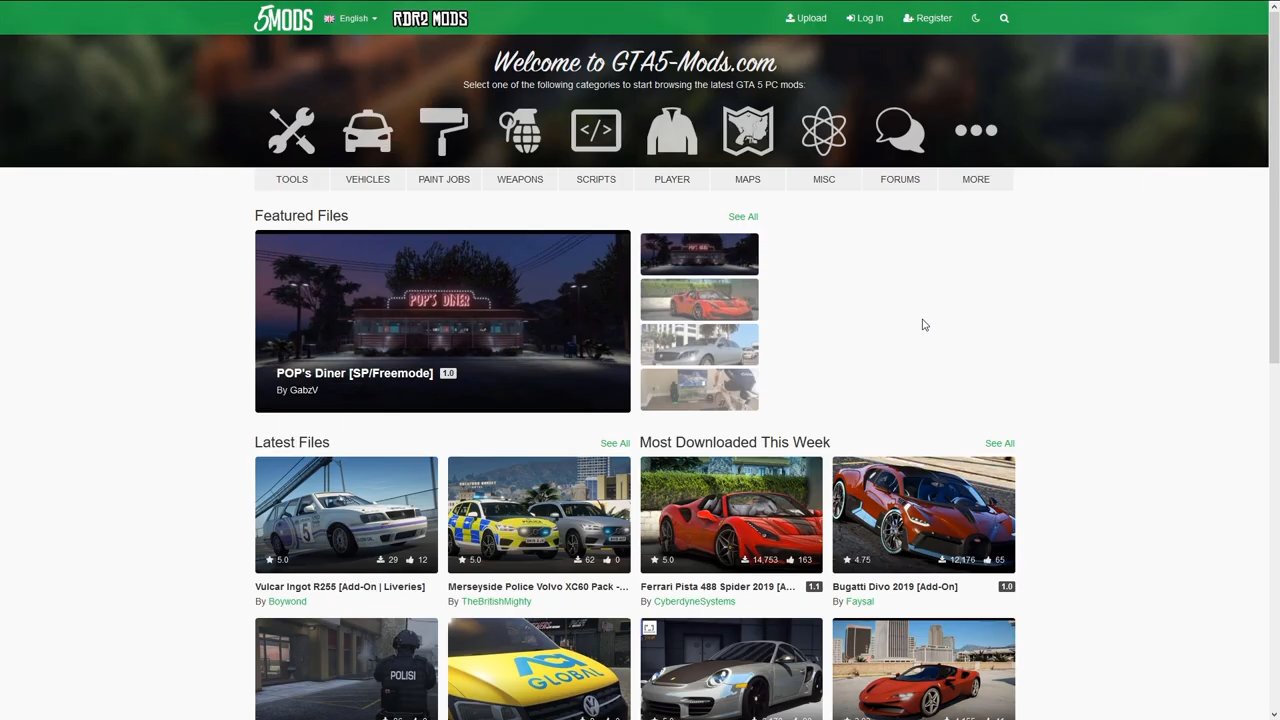 5MODS
English
RDR2 MODS
Upload
Log In
Register
Welcome to GTA5-Mods.com
Select one of the following categories to start browsing the latest GTA 5 PC mods:
TOOLS
VEHICLES
PAINT JOBS
WEAPONS
SCRIPTS
PLAYER
MAPS
MISC
FORUMS
MORE
Featured Files
See All
POP'S DINER
POP's Diner [SP/Freemode] 1.0
By GabzV
Latest Files
See All
Most Downloaded This Week
See All
5
5.0 29 12
5.0 62 0
5.0 14,753 163
4.75 12,176 65
Vulcar Ingot R255 [Add-On | Liveries]
By Boywond
Merseyside Police Volvo XC60 Pack -...
By TheBritishMighty
Ferrari Pista 488 Spider 2019 [A... 1.1
By CyberdyneSystems
Bugatti Divo 2019 [Add-On] 1.0
By Faysal
POLISI
GLOBAL